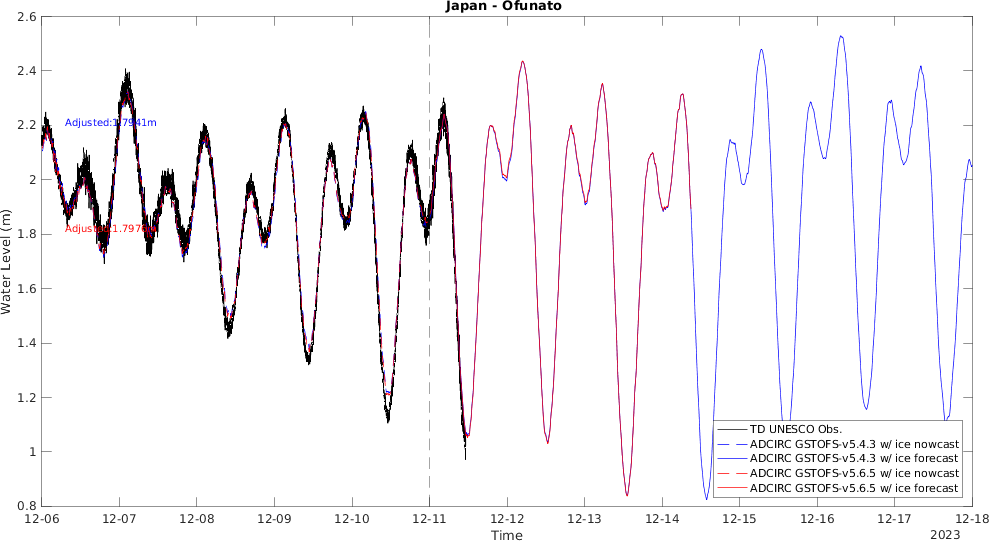 Japan - Ofunato
2.6
2.4
2.2
2
1.8
1.6
1.4
1.2
1
0.8
Water Level (m)
Adjusted:1.7941m
12-06
12-07
12-08
12-09
12-10
12-11
12-12
12-13
12-14
12-15
12-16
12-17
12-18
Time
2023
TD UNESCO Obs.
ADCIRC GSTOFS-v5.4.3 w/ ice nowcast
ADCIRC GSTOFS-v5.4.3 w/ ice forecast
ADCIRC GSTOFS-v5.6.5 w/ ice nowcast
ADCIRC GSTOFS-v5.6.5 w/ ice forecast